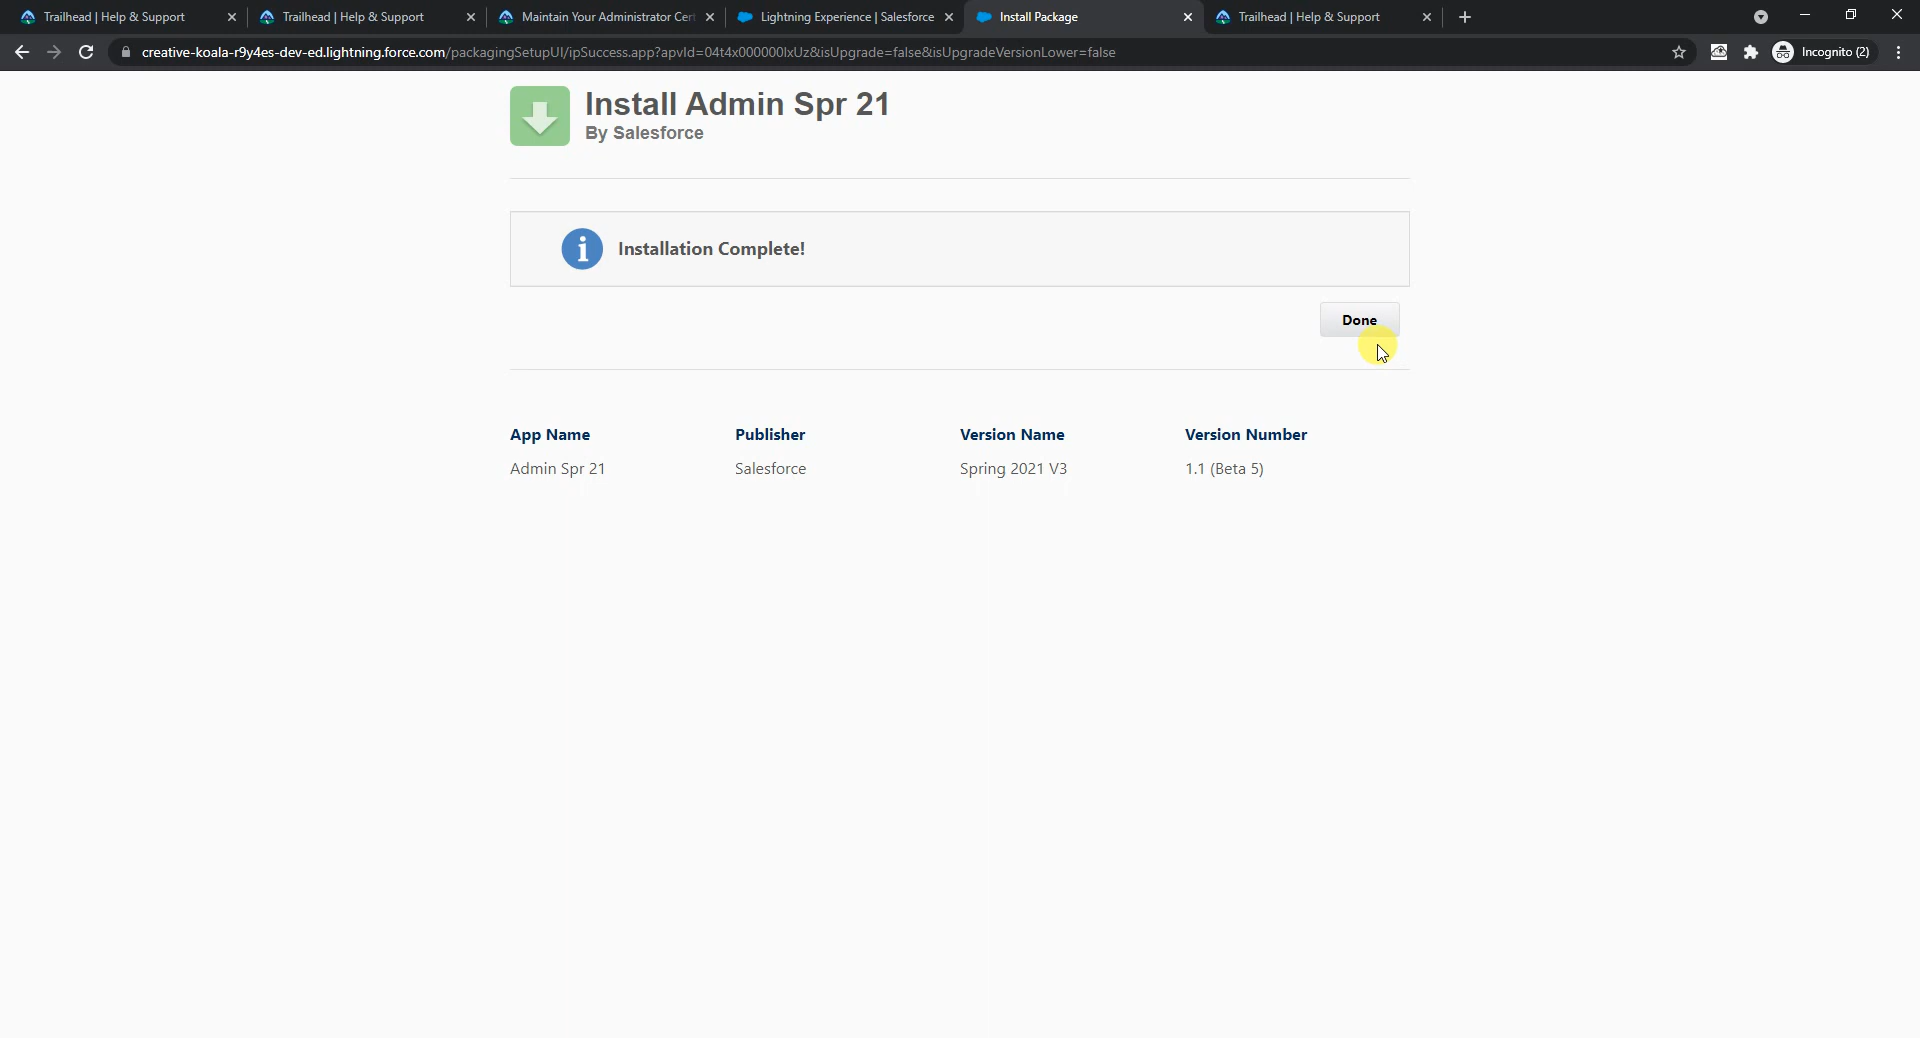 Trailhead | Help & Support
Trailhead | Help & Support
Maintain Your Administrator Cert
Lightning Experience | Salesforce
Install Package
Trailhead | Help & Support
creative-koala-r9y4es-dev-ed.lightning.force.com/packagingSetupUI/ipSuccess.app?apvId=04t4x000000IxUz&isUpgrade=false&isUpgradeVersionLower=false
Incognito (2)
Install Admin Spr 21
By Salesforce
Installation Complete!
Done
App Name Publisher Version Name Version Number
Admin Spr 21 Salesforce Spring 2021 V3 1.1 (Beta 5)